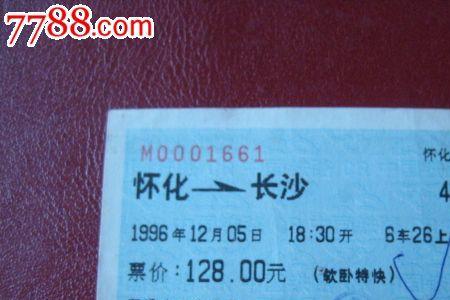 7788.com
M0001661
怀化
怀化→长沙
4
1996年12月05日 18:30开 6车26上
票价:128.00元 (软卧特快)